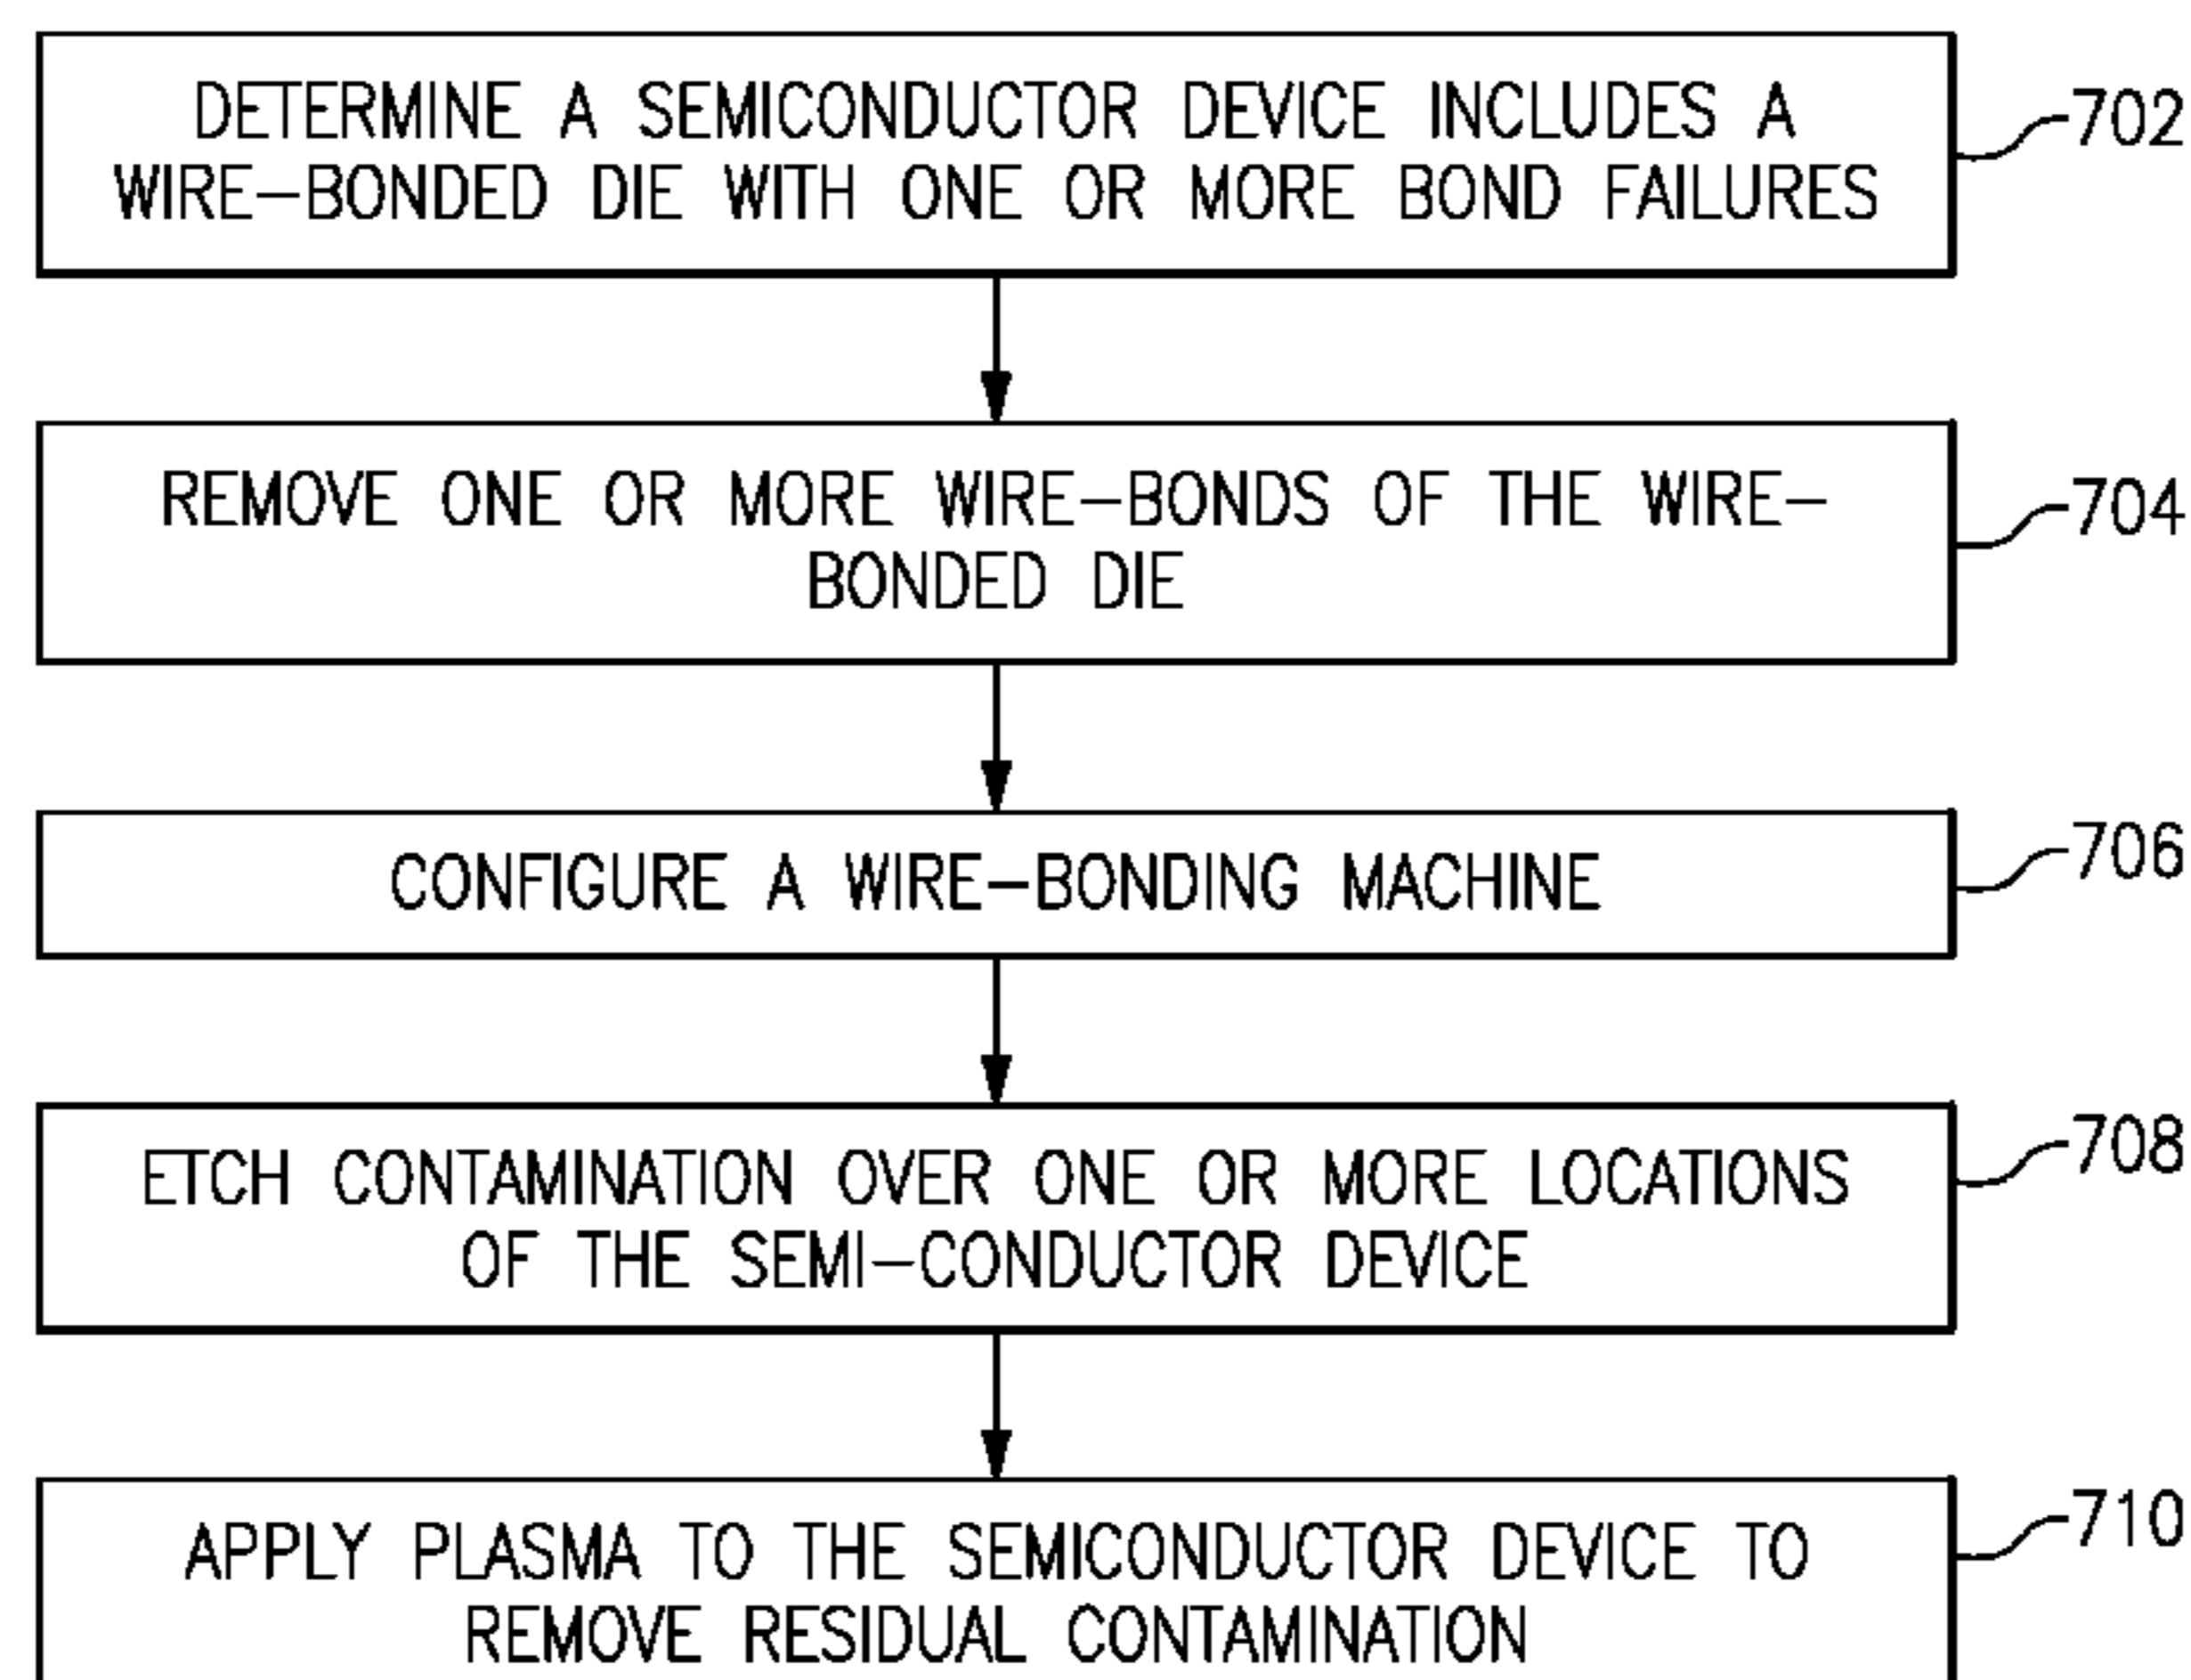 DETERMINE A SEMICONDUCTOR DEVICE INCLUDES A
WIRE-BONDED DIE WITH ONE OR MORE BOND FAILURES
702
REMOVE ONE OR MORE WIRE-BONDS OF THE WIRE-
BONDED DIE
704
CONFIGURE A WIRE-BONDING MACHINE
706
ETCH CONTAMINATION OVER ONE OR MORE LOCATIONS
OF THE SEMI-CONDUCTOR DEVICE
708
APPLY PLASMA TO THE SEMICONDUCTOR DEVICE TO
REMOVE RESIDUAL CONTAMINATION
710